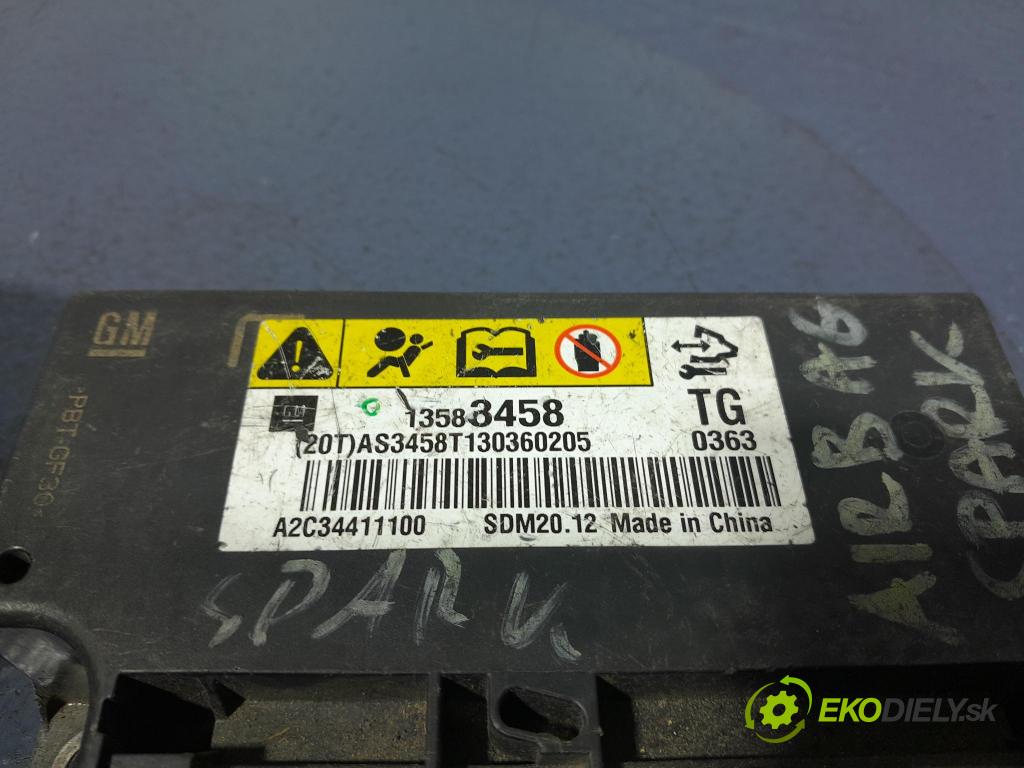 GM
*PBT-GF30*
GM
13583458
TG
(20T)AS3458T130360205
0363
A2C34411100 SDM20.12 Made in China
AIRBAG
SPARK
SPARK
EKODIELY.sk